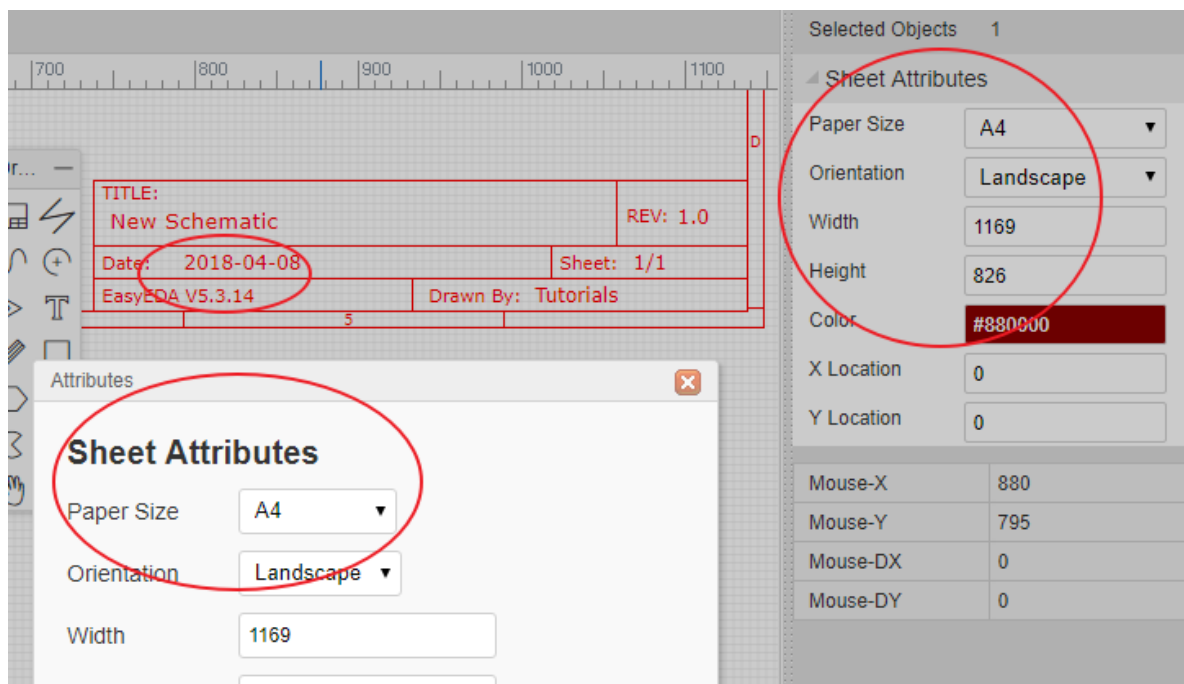 Selected Objects 1
700 800 900 1000 1100
Sheet Attributes
Paper Size A4
Orientation Landscape
Width 1169
Height 826
Color #880000
X Location 0
Y Location 0
Mouse-X 880
Mouse-Y 795
Mouse-DX 0
Mouse-DY 0
D
TITLE:
New Schematic
REV: 1.0
Date: 2018-04-08
Sheet: 1/1
EasyEDA V5.3.14
Drawn By: Tutorials
5
T
Attributes
Sheet Attributes
Paper Size A4
Orientation Landscape
Width 1169